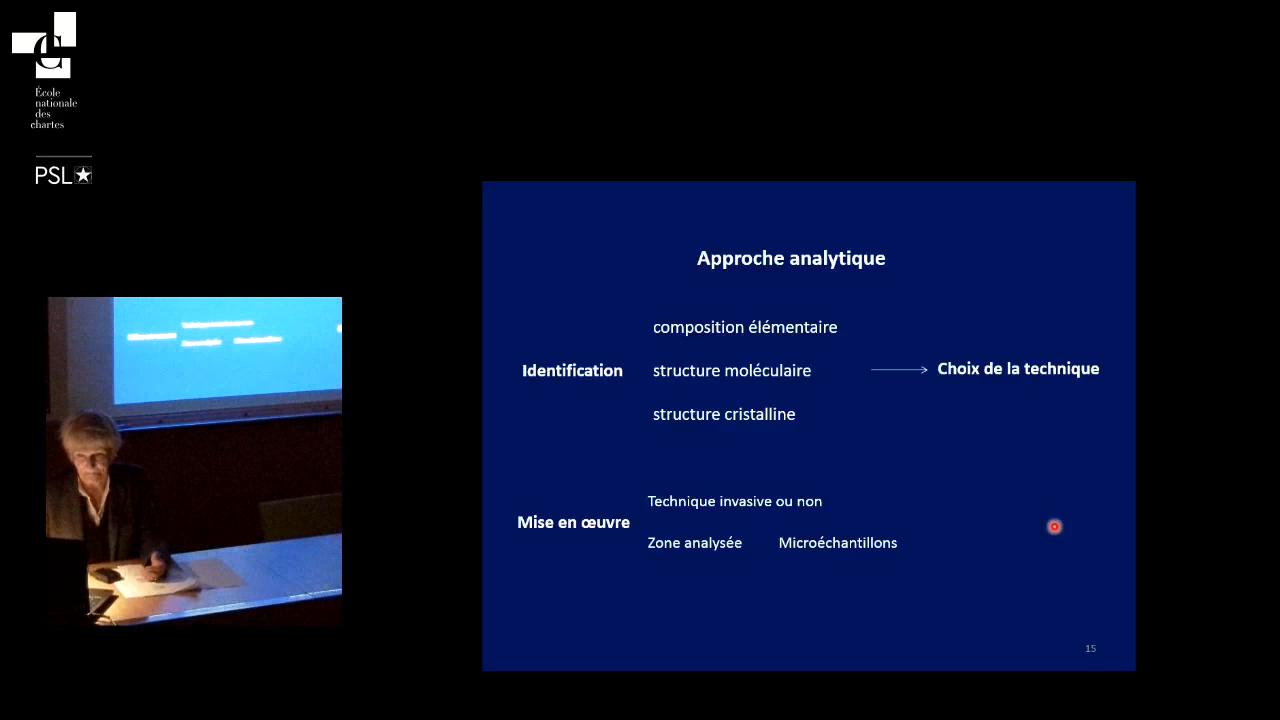 École
nationale
des
chartes
PSL
Approche analytique
composition élémentaire
Identification
structure moléculaire
Choix de la technique
structure cristalline
Technique invasive ou non
Mise en œuvre
Zone analysée
Microéchantillons
15